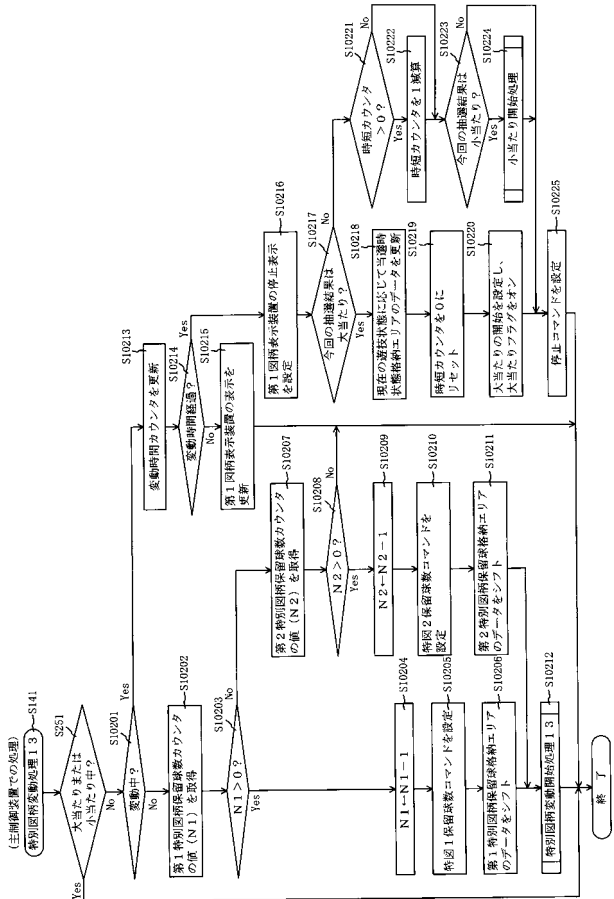 (主制御装置での処理)
特別図柄変動処理13
S141
大当たりまたは
小当たり中?
S251
Yes
No
変動中?
S10201
Yes
No
第1特別図柄保留球数カウンタ
の値(N1)を取得
S10202
N1>0?
S10203
No
Yes
N1←N1-1
S10204
特図1保留球数コマンドを設定
S10205
第1特別図柄保留球格納エリア
のデータをシフト
S10206
第2特別図柄保留球数カウンタ
の値(N2)を取得
S10207
N2>0?
S10208
No
Yes
N2←N2-1
S10209
特図2保留球数コマンドを
設定
S10210
第2特別図柄保留球格納エリア
のデータをシフト
S10211
特別図柄変動開始処理13
S10212
変動時間カウンタを更新
S10213
変動時間経過?
S10214
Yes
No
第1図柄表示装置の表示を
更新
S10215
第1図柄表示装置の停止表示
を設定
S10216
今回の抽選結果は
大当たり?
S10217
No
Yes
現在の遊技状態に応じて当選時
状態格納エリアのデータを更新
S10218
時短カウンタを0に
リセット
S10219
大当たりの開始を設定し、
大当たりフラグをオン
S10220
時短カウンタ
>0?
S10221
No
Yes
時短カウンタを1減算
S10222
今回の抽選結果は
小当たり?
S10223
No
Yes
小当たり開始処理
S10224
停止コマンドを設定
S10225
終了